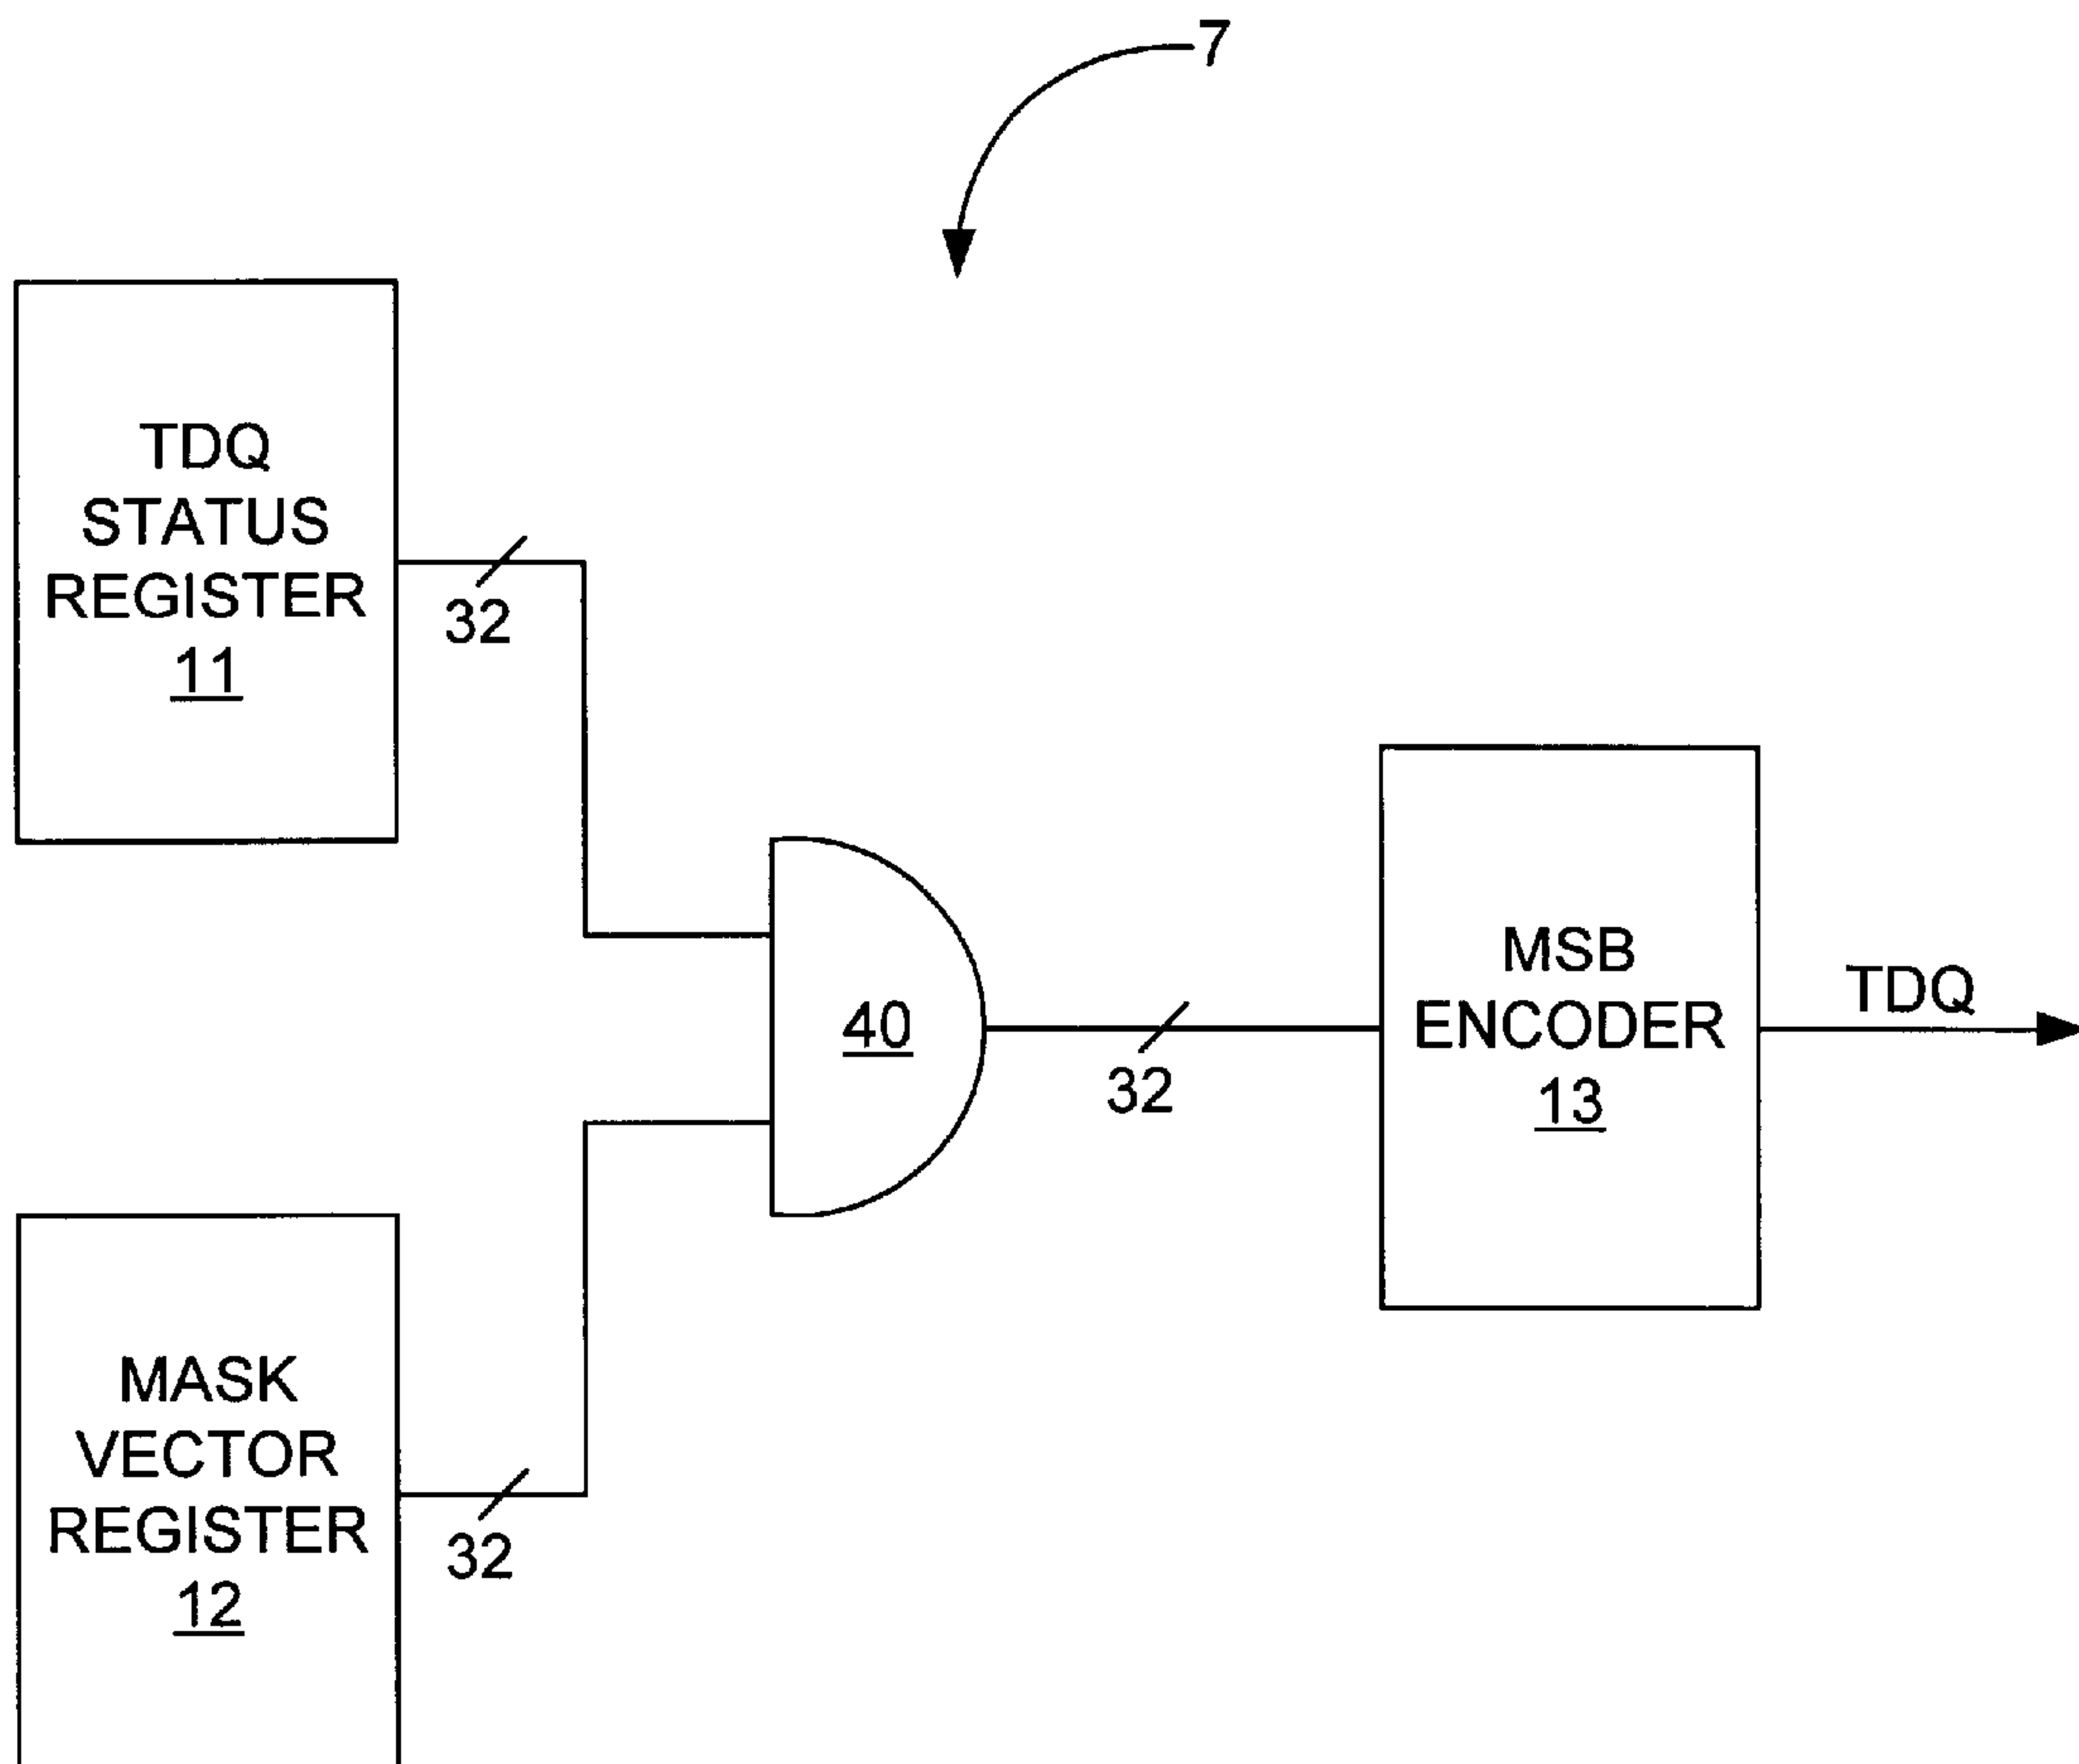 7
TDQ
STATUS
REGISTER
11
32
40
32
MSB
ENCODER
13
TDQ
MASK
VECTOR
REGISTER
12
32